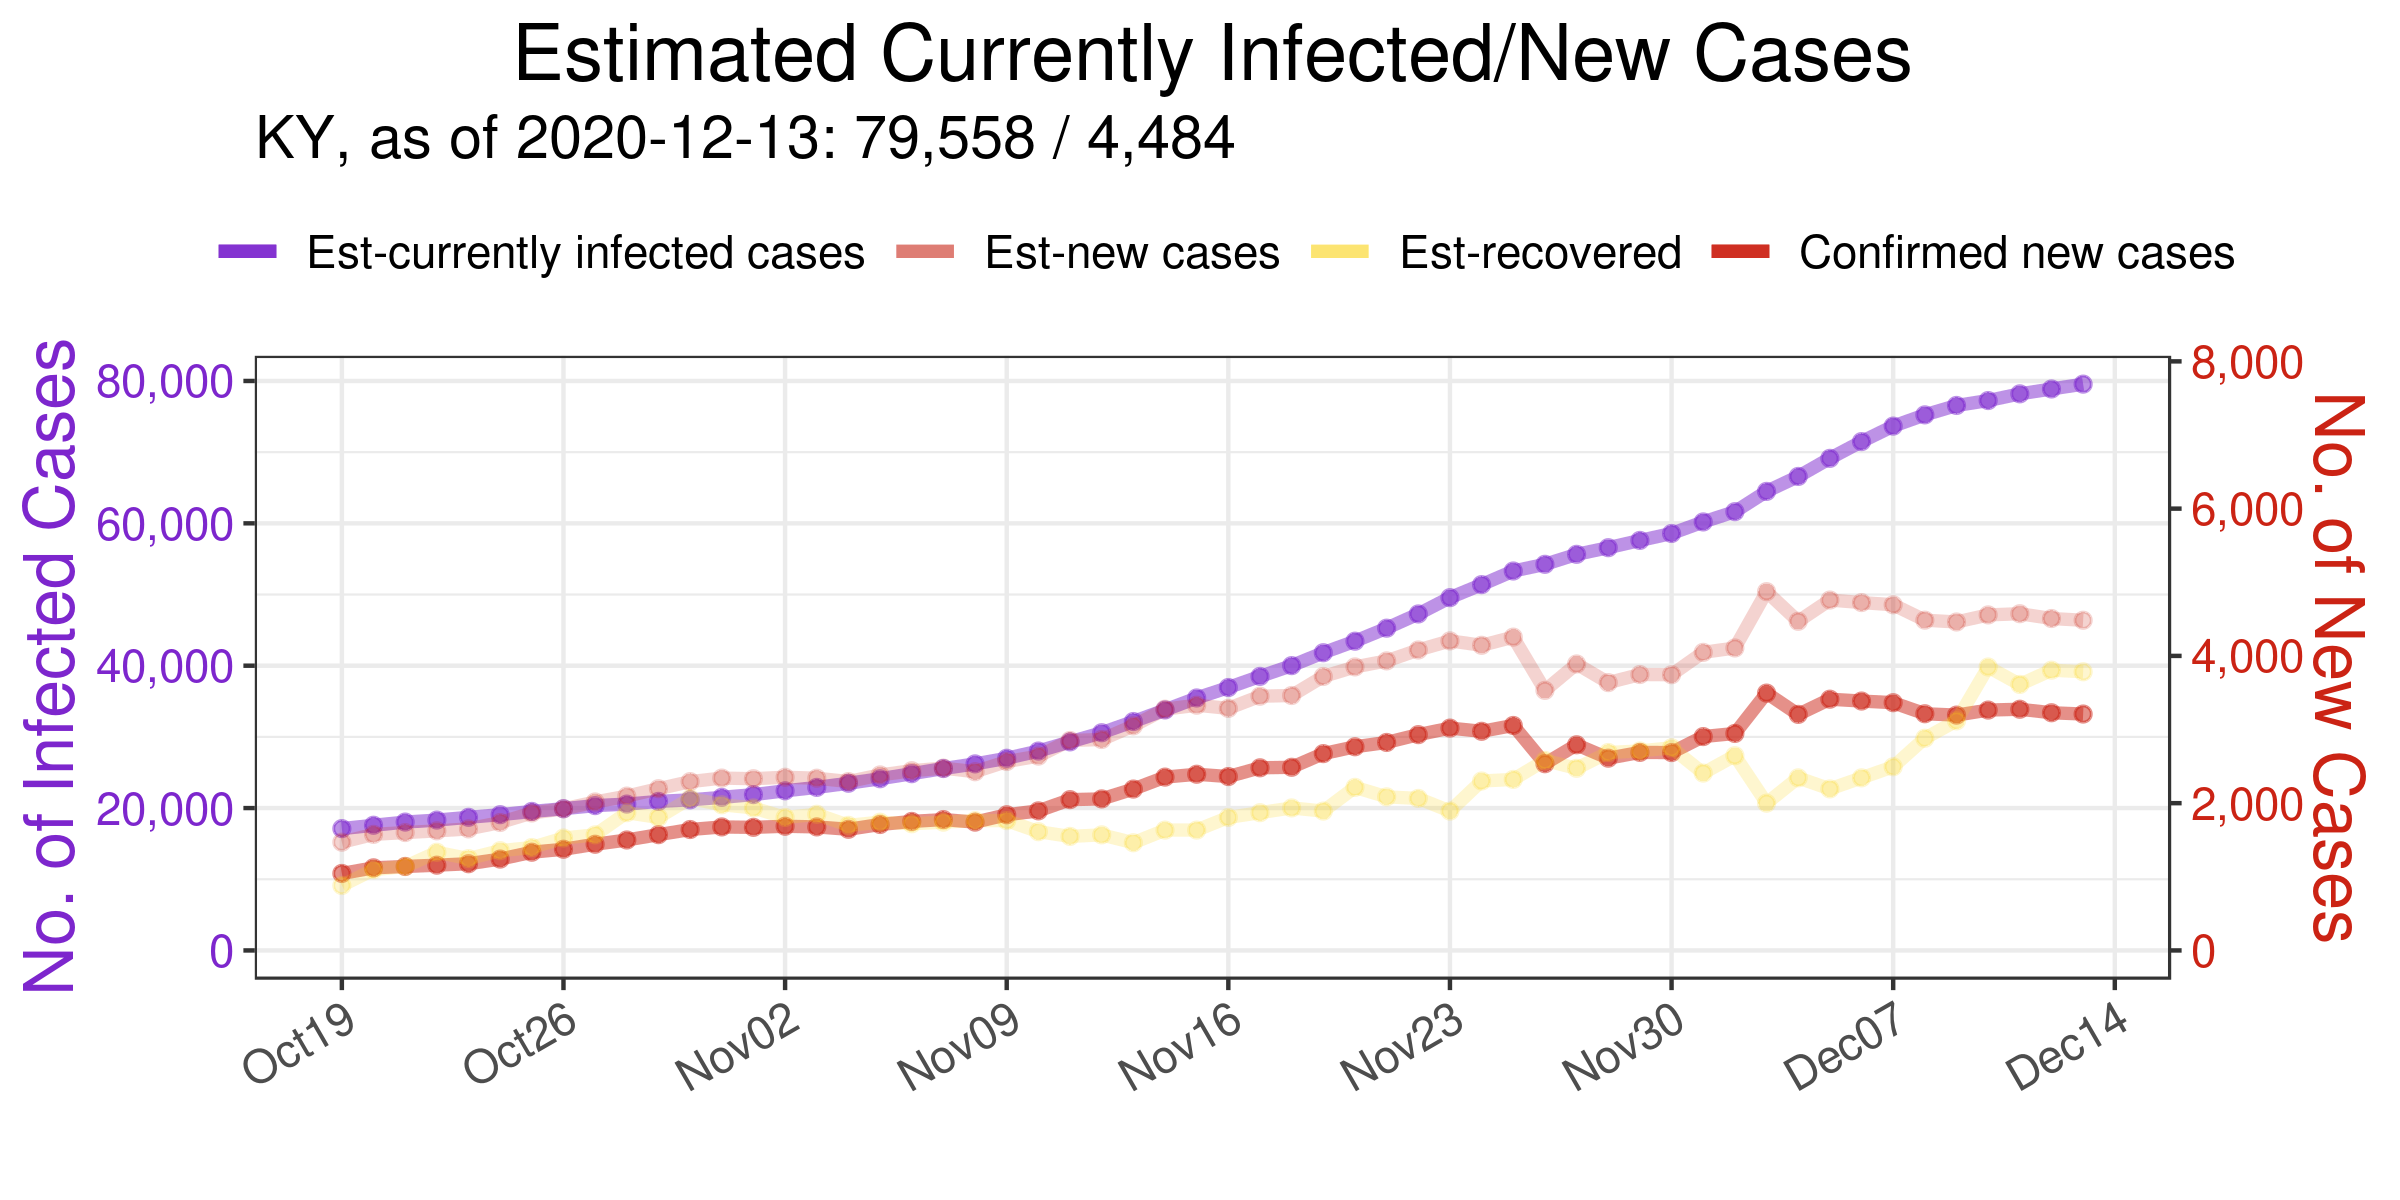 Estimated Currently Infected/New Cases
KY, as of 2020-12-13: 79,558 / 4,484
Est-currently infected cases Est-new cases Est-recovered Confirmed new cases
No. of Infected Cases
80,000
60,000
40,000
20,000
0
8,000
6,000
4,000
2,000
0
No. of New Cases
Oct19 Oct26 Nov02 Nov09 Nov16 Nov23 Nov30 Dec07 Dec14